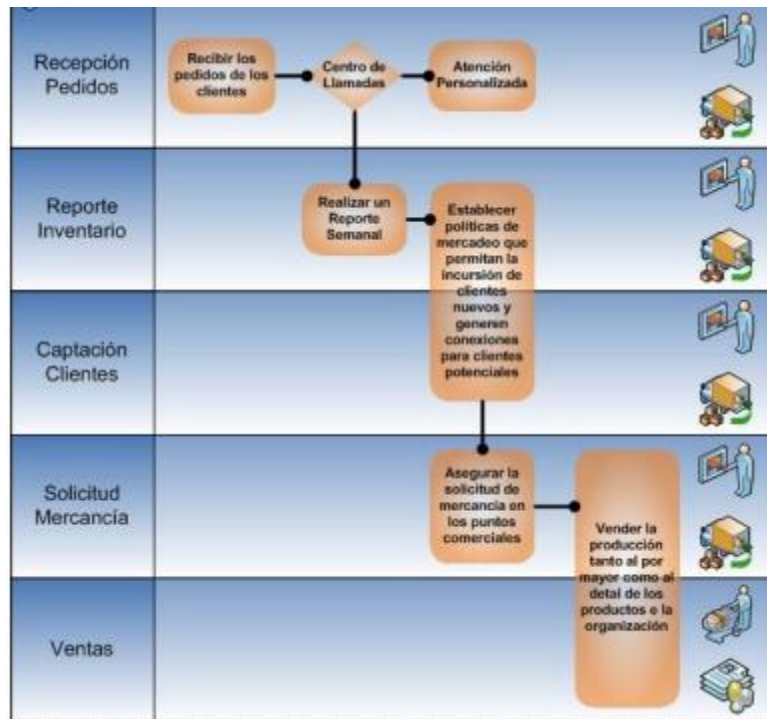 Recepción
Pedidos
Recibir los
pedidos de los
clientes
Centro de
Llamadas
Atención
Personalizada
Reporte
Inventario
Realizar un
Reporte
Semanal
Establecer
políticas de
mercadeo que
permitan la
incursión de
clientes
nuevos y
generen
conexiones
para clientes
potenciales
Captación
Clientes
Solicitud
Mercancía
Asegurar la
solicitud de
mercancía en
los puntos
comerciales
Vender la
producción
tanto al por
mayor como al
detal de los
productos e la
organización
Ventas